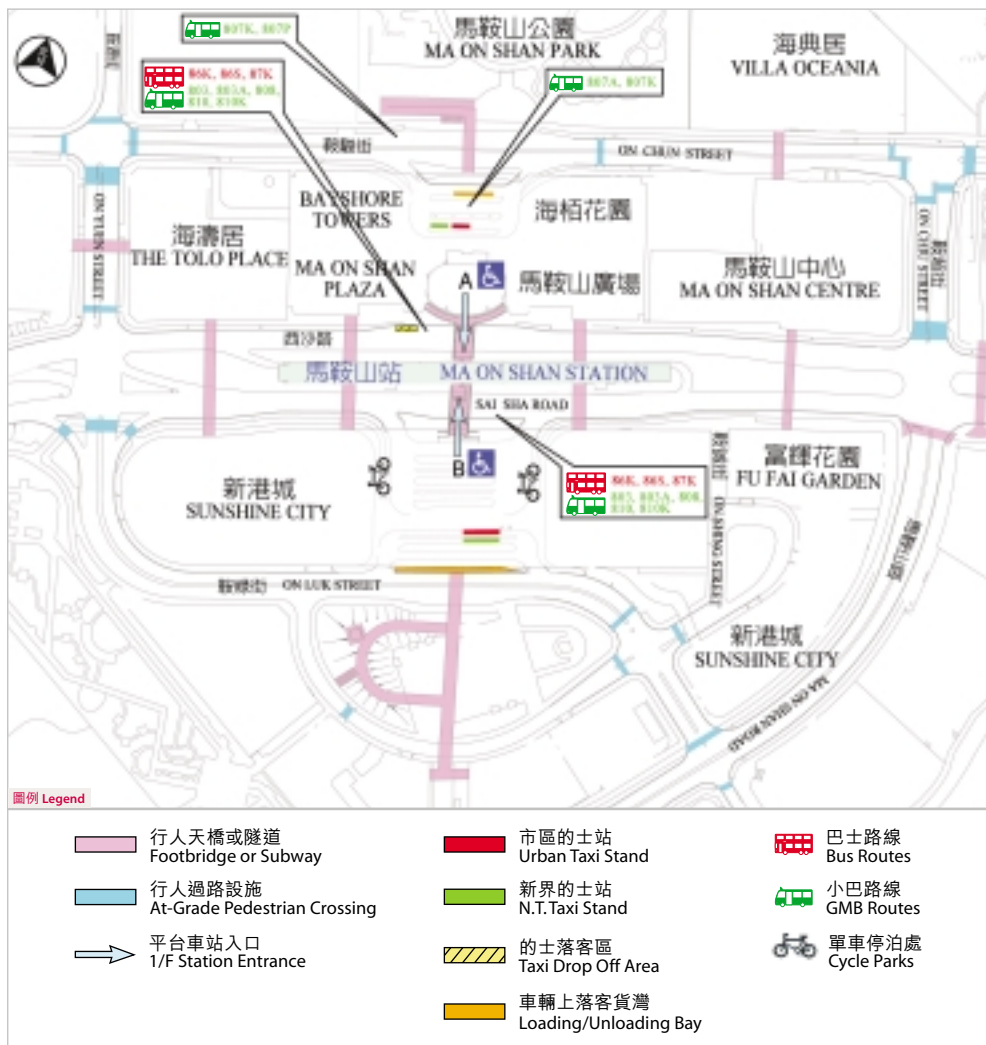 807K, 807P
馬鞍山公園
MA ON SHAN PARK
海典居
VILLA OCEANIA
86K, 86S, 87K
803, 803A, 808,
810, 810K
807A, 807K
鞍駿街
ON CHUN STREET
BAYSHORE
TOWERS
海栢花園
ON YUEN STREET
海濤居
THE TOLO PLACE
MA ON SHAN
PLAZA
A
馬鞍山廣場
馬鞍山中心
MA ON SHAN CENTRE
ON CHI STREET
西沙路
馬鞍山站 MA ON SHAN STATION
SAI SHA ROAD
B
新港城
SUNSHINE CITY
86K, 86S, 87K
803, 803A, 808,
810, 810K
富輝花園
FU FAI GARDEN
ON SHING STREET
馬鞍山路
鞍祿街 ON LUK STREET
新港城
SUNSHINE CITY
MA ON SHAN ROAD
圖例 Legend
行人天橋或隧道
Footbridge or Subway
行人過路設施
At-Grade Pedestrian Crossing
平台車站入口
1/F Station Entrance
市區的士站
Urban Taxi Stand
新界的士站
N.T. Taxi Stand
的士落客區
Taxi Drop Off Area
車輛上落客貨灣
Loading/Unloading Bay
巴士路線
Bus Routes
小巴路線
GMB Routes
單車停泊處
Cycle Parks